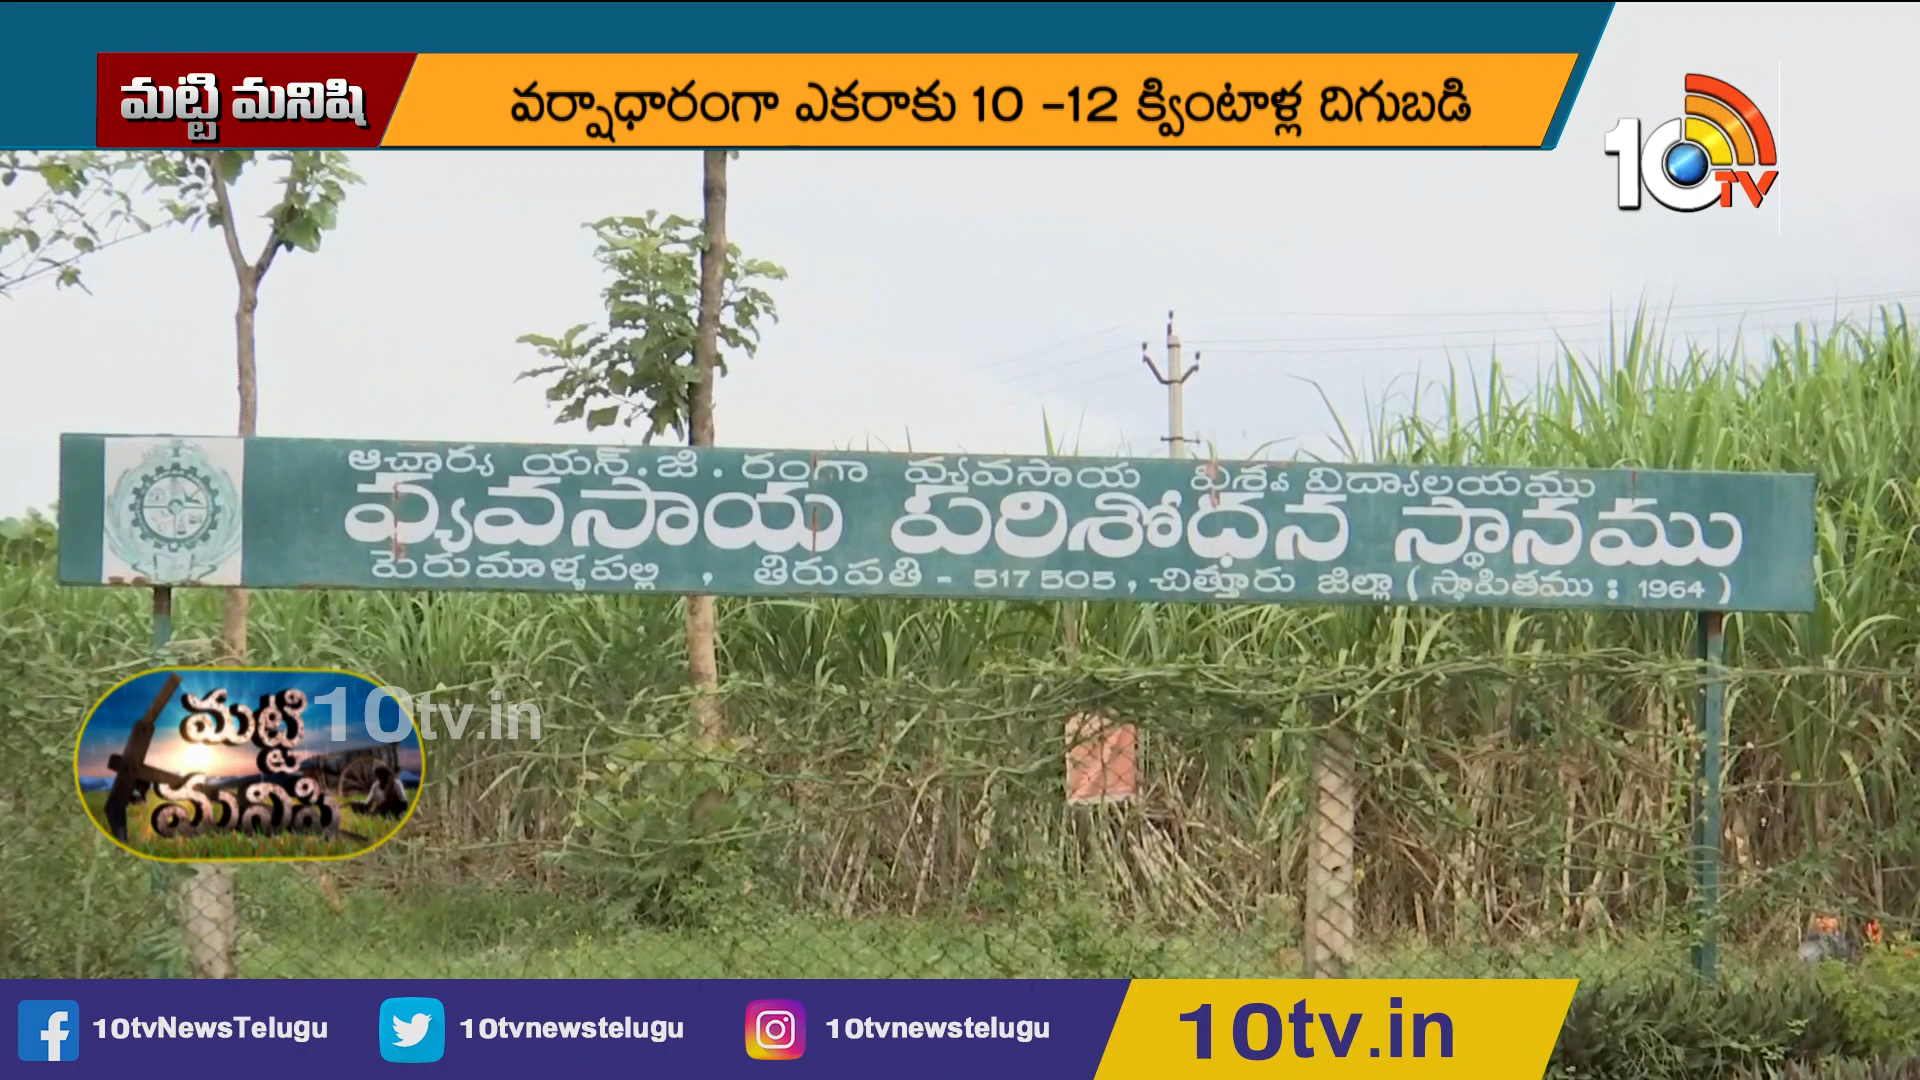 మట్టి మనిషి
వర్షాధారంగా ఎకరాకు 10 -12 క్వింటాళ్ల దిగుబడి
10TV
ఆచార్య యన్.జి. రంగా వ్యవసాయ విశ్వ విద్యాలయము
వ్యవసాయ పరిశోధన స్థానము
పెరుమాళ్ళపల్లి , తిరుపతి - 517 505, చిత్తూరు జిల్లా ( స్థాపితము : 1964 )
మట్టి
మనిషి
10tv.in
10tvNewsTelugu
10tvnewstelugu
10tvnewstelugu
10tv.in